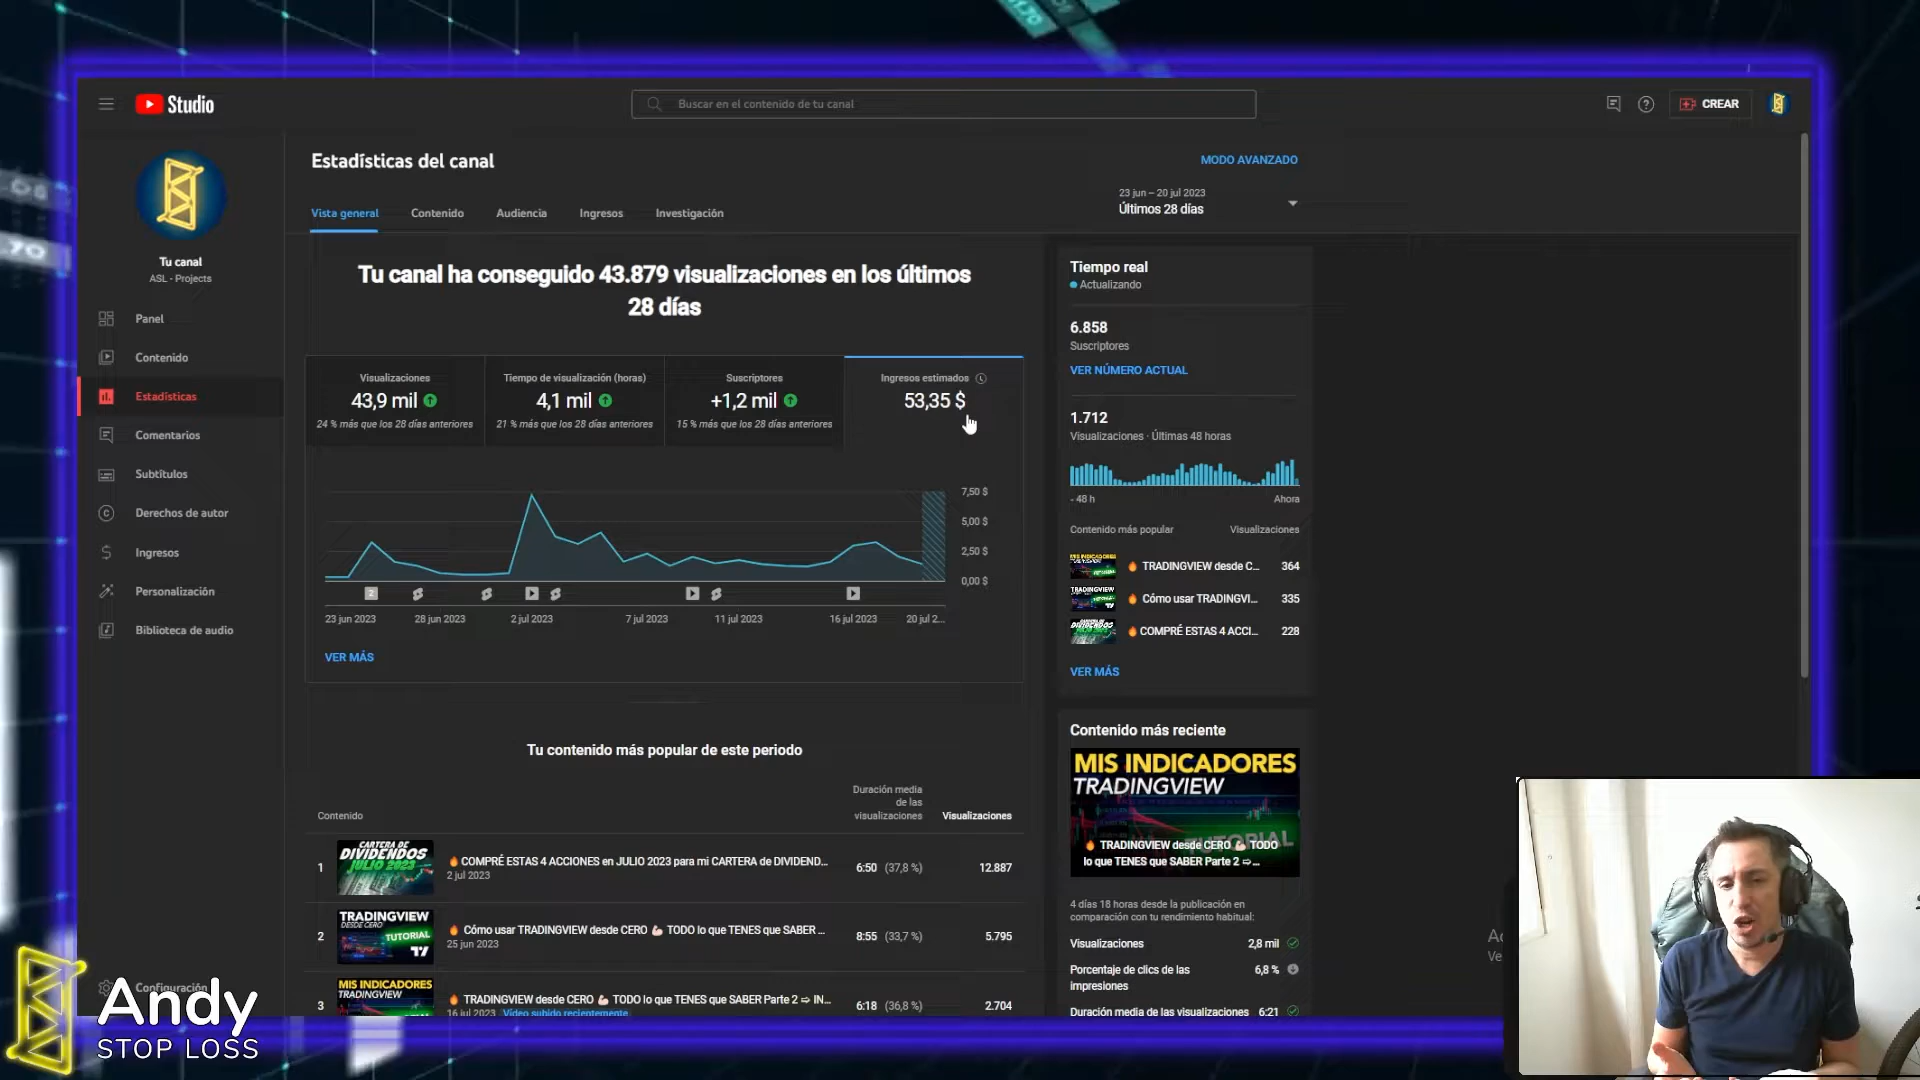 Studio
Buscar en el contenido de tu canal
CREAR
Tu canal
ASL - Projects
Panel
Contenido
Estadísticas
Comentarios
Subtítulos
Derechos de autor
Ingresos
Personalización
Biblioteca de audio
Configuración
Andy
STOP LOSS
Estadísticas del canal
MODO AVANZADO
Vista general
Contenido
Audiencia
Ingresos
Investigación
23 jun – 20 jul 2023
Últimos 28 días
Tu canal ha conseguido 43.879 visualizaciones en los últimos
28 días
Visualizaciones
43,9 mil
24 % más que los 28 días anteriores
Tiempo de visualización (horas)
4,1 mil
21 % más que los 28 días anteriores
Suscriptores
+1,2 mil
15 % más que los 28 días anteriores
Ingresos estimados
53,35 $
7,50 $
5,00 $
2,50 $
0,00 $
2
23 jun 2023
28 jun 2023
2 jul 2023
7 jul 2023
11 jul 2023
16 jul 2023
20 jul 2...
VER MÁS
Tu contenido más popular de este periodo
Contenido
Duración media
de las
visualizaciones
Visualizaciones
1
CARTERA DE
DIVIDENDOS
JULIO 2023
🔥COMPRÉ ESTAS 4 ACCIONES en JULIO 2023 para mi CARTERA de DIVIDEND...
2 jul 2023
6:50 (37,8 %)
12.887
2
TRADINGVIEW
DESDE CERO
TUTORIAL
🔥 Cómo usar TRADINGVIEW desde CERO 💪🏻 TODO lo que TENES que SABER ...
25 jun 2023
8:55 (33,7 %)
5.795
3
MIS INDICADORES
TRADINGVIEW
🔥 TRADINGVIEW desde CERO 💪🏻 TODO lo que TENES que SABER Parte 2 ➩ IN...
16 jul 2023 Vídeo subido recientemente
6:18 (36,8 %)
2.704
Tiempo real
Actualizando
6.858
Suscriptores
VER NÚMERO ACTUAL
1.712
Visualizaciones · Últimas 48 horas
- 48 h
Ahora
Contenido más popular
Visualizaciones
🔥 TRADINGVIEW desde C...
364
🔥 Cómo usar TRADINGVI...
335
🔥COMPRÉ ESTAS 4 ACCI...
228
VER MÁS
Contenido más reciente
MIS INDICADORES
TRADINGVIEW
TUTORIAL
🔥 TRADINGVIEW desde CERO 💪🏻 TODO
lo que TENES que SABER Parte 2 ➩...
4 días 18 horas desde la publicación en
comparación con tu rendimiento habitual:
Visualizaciones
2,8 mil
Porcentaje de clics de las
impresiones
6,8 %
Duración media de las visualizaciones
6:21